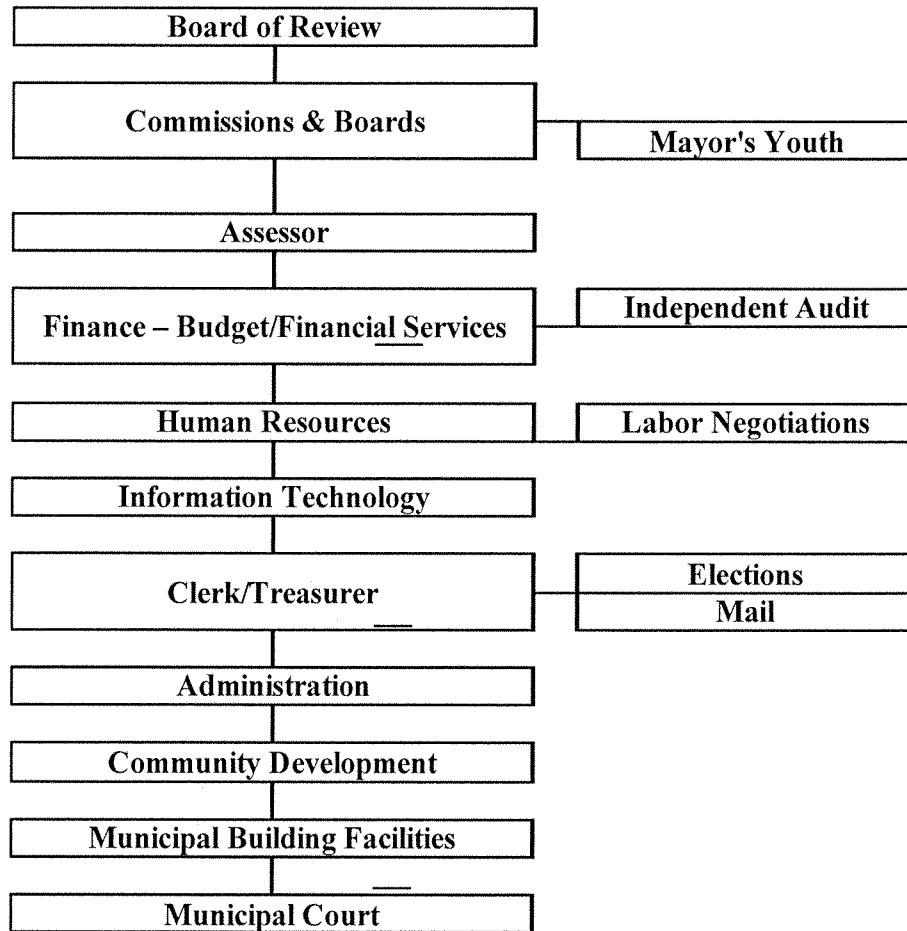 Board of Review
Commissions & Boards
Mayor's Youth
Assessor
Finance – Budget/Financial Services
Independent Audit
Human Resources
Labor Negotiations
Information Technology
Clerk/Treasurer
Elections
Mail
Administration
Community Development
Municipal Building Facilities
Municipal Court